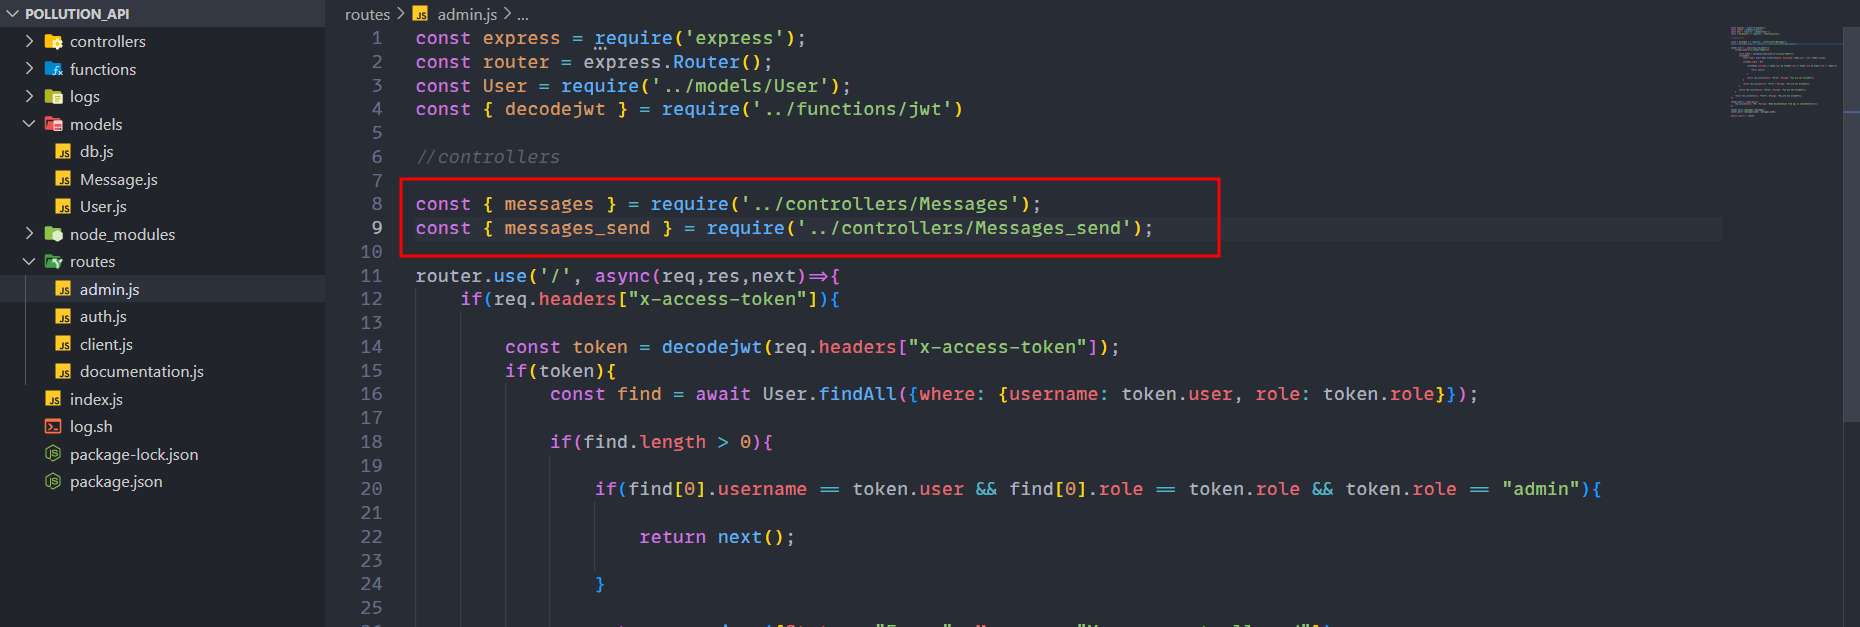 POLLUTION_API
controllers
functions
logs
models
db.js
Message.js
User.js
node_modules
routes
admin.js
auth.js
client.js
documentation.js
index.js
log.sh
package-lock.json
package.json
routes > admin.js > ...
1 const express = require('express');
2 const router = express.Router();
3 const User = require('../models/User');
4 const { decodejwt } = require('../functions/jwt')
5
6 //controllers
7
8 const { messages } = require('../controllers/Messages');
9 const { messages_send } = require('../controllers/Messages_send');
10
11 router.use('/', async(req,res,next)=>{
12 if(req.headers["x-access-token"]){
13
14 const token = decodejwt(req.headers["x-access-token"]);
15 if(token){
16 const find = await User.findAll({where: {username: token.user, role: token.role}});
17
18 if(find.length > 0){
19
20 if(find[0].username == token.user && find[0].role == token.role && token.role == "admin"){
21
22 return next();
23
24 }
25